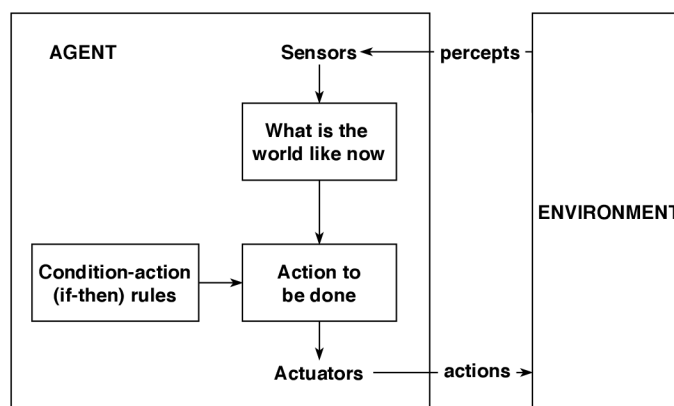 AGENT
Sensors
percepts
What is the
world like now
ENVIRONMENT
Condition-action
(if-then) rules
Action to
be done
Actuators
actions